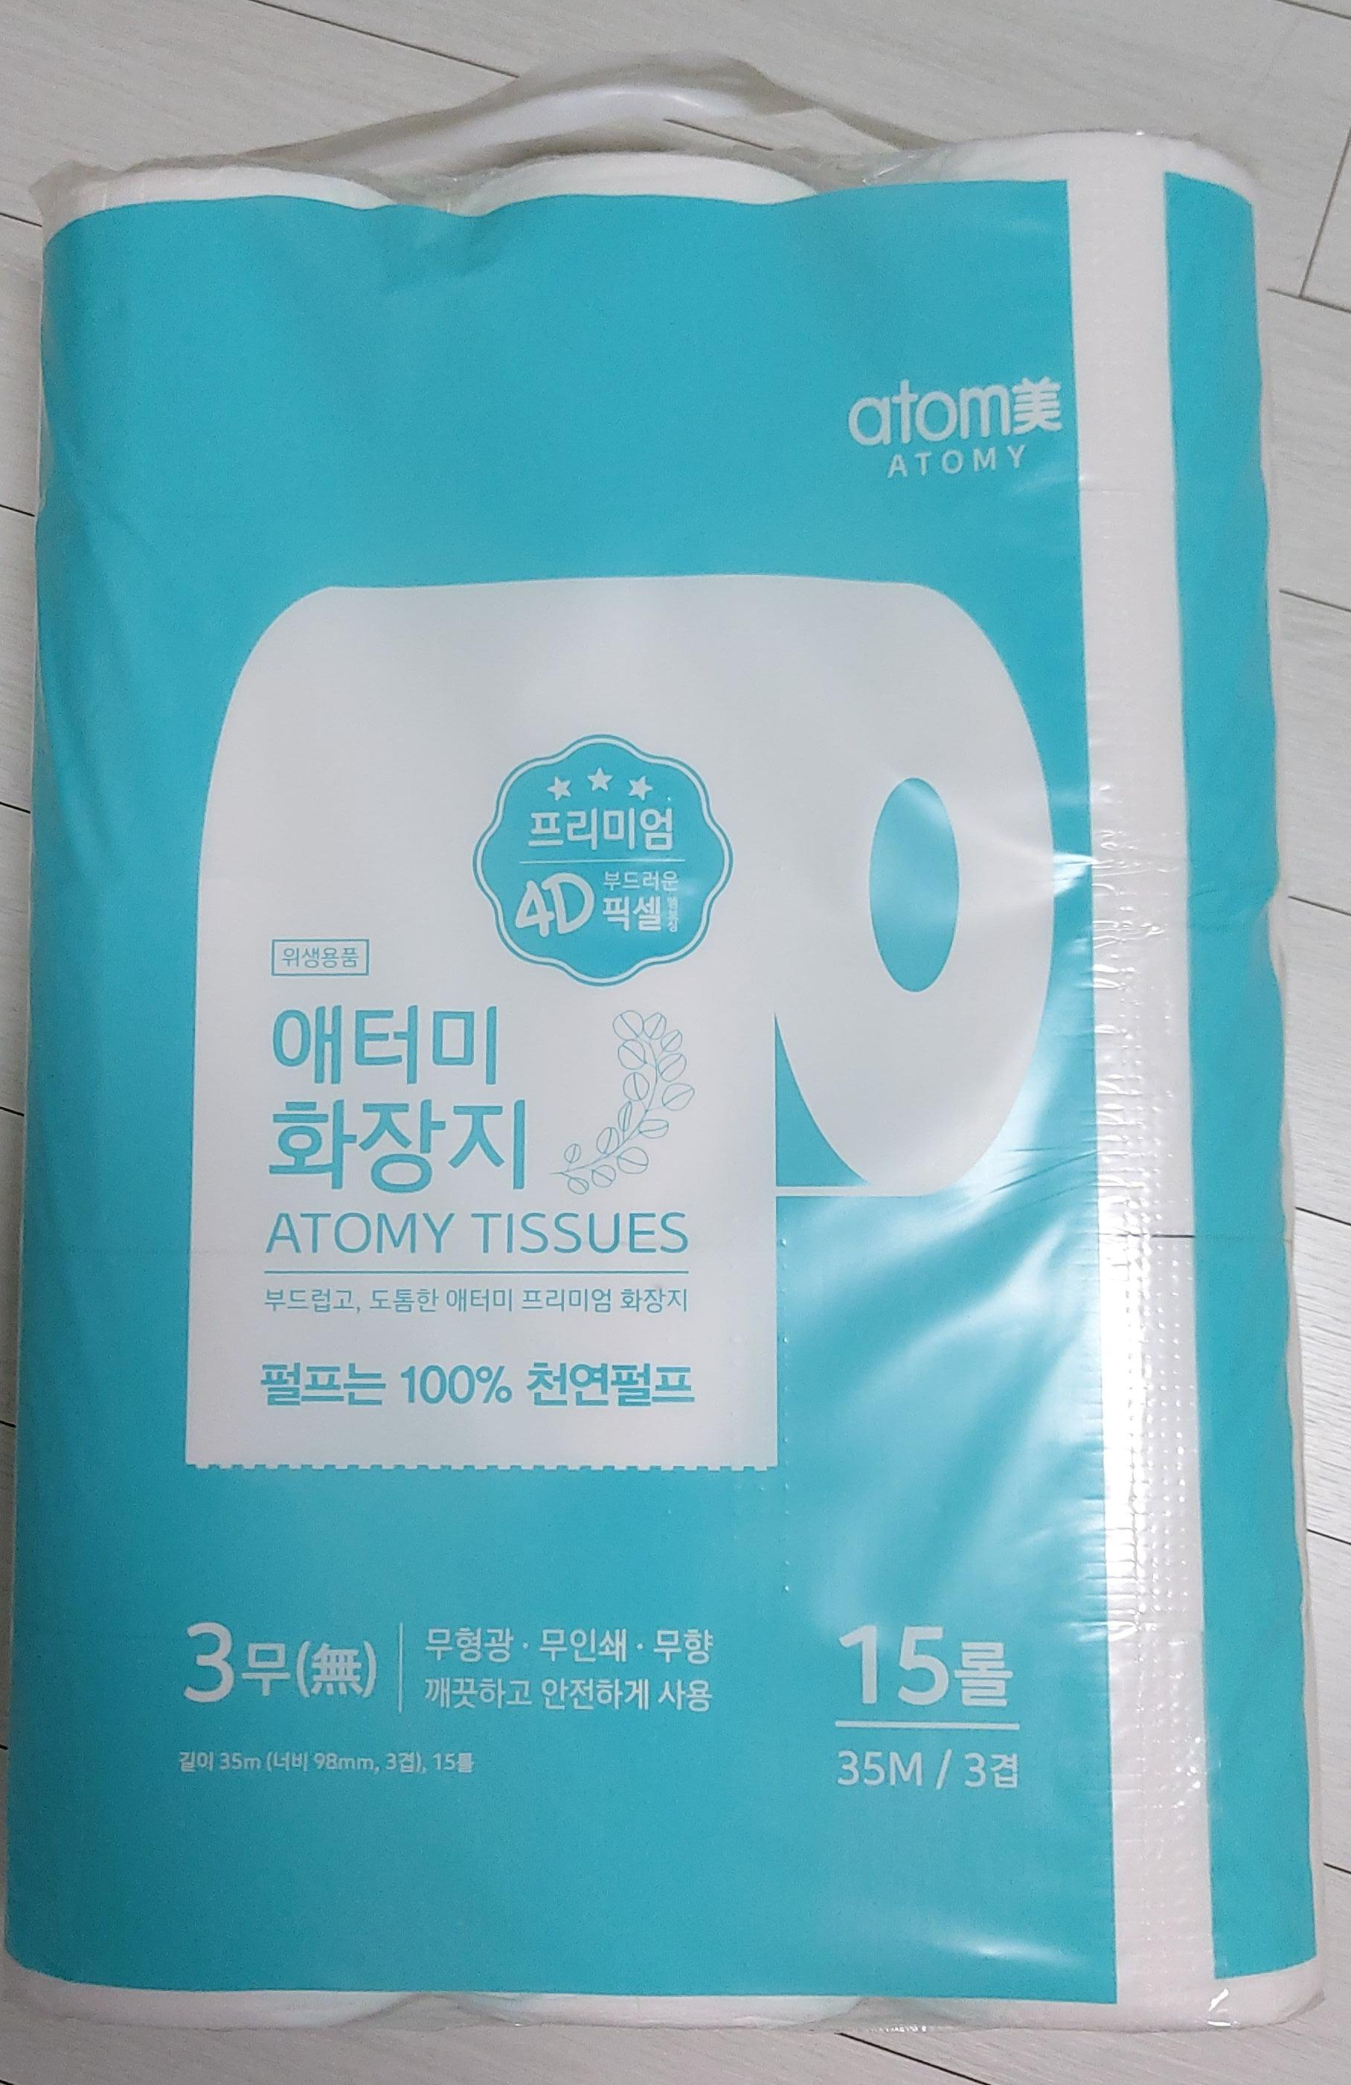 atom美
ATOMY
프리미엄
4D 부드러운
픽셀 엠보싱
위생용품
애터미
화장지
ATOMY TISSUES
부드럽고, 도톰한 애터미 프리미엄 화장지
펄프는 100% 천연펄프
3무(無)
무형광 · 무인쇄 · 무향
깨끗하고 안전하게 사용
길이 35m (너비 98mm, 3겹), 15롤
15롤
35M / 3겹